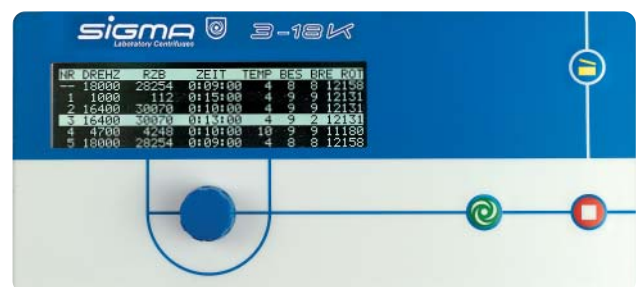 SIGMA 3-18K
Laboratory Centrifuges
NR DREHZ RZB ZEIT TEMP BES BRE ROT
-- 18000 28254 0:09:00 4 8 8 12158
1 1000 112 0:15:00 4 9 9 12131
2 16400 30070 0:10:00 4 9 9 12131
3 16400 30070 0:13:00 4 9 2 12131
4 4700 4248 0:10:00 10 9 9 11180
5 18000 28254 0:09:00 4 8 8 12158